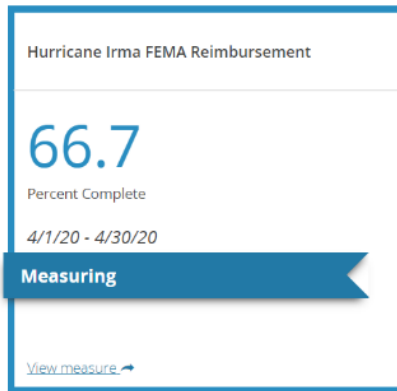 Hurricane Irma FEMA Reimbursement
66.7
Percent Complete
4/1/20 - 4/30/20
Measuring
View measure